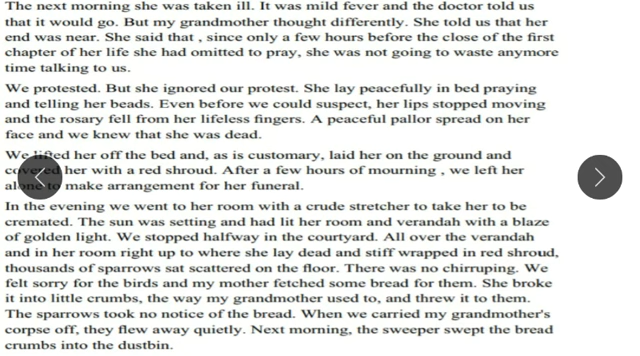 The next morning she was taken ill. It was mild fever and the doctor told us
that it would go. But my grandmother thought differently. She told us that her
end was near. She said that , since only a few hours before the close of the first
chapter of her life she had omitted to pray, she was not going to waste anymore
time talking to us.
We protested. But she ignored our protest. She lay peacefully in bed praying
and telling her beads. Even before we could suspect, her lips stopped moving
and the rosary fell from her lifeless fingers. A peaceful pallor spread on her
face and we knew that she was dead.
We lifted her off the bed and, as is customary, laid her on the ground and
covered her with a red shroud. After a few hours of mourning , we left her
alone to make arrangement for her funeral.
In the evening we went to her room with a crude stretcher to take her to be
cremated. The sun was setting and had lit her room and verandah with a blaze
of golden light. We stopped halfway in the courtyard. All over the verandah
and in her room right up to where she lay dead and stiff wrapped in red shroud,
thousands of sparrows sat scattered on the floor. There was no chirruping. We
felt sorry for the birds and my mother fetched some bread for them. She broke
it into little crumbs, the way my grandmother used to, and threw it to them.
The sparrows took no notice of the bread. When we carried my grandmother's
corpse off, they flew away quietly. Next morning, the sweeper swept the bread
crumbs into the dustbin.